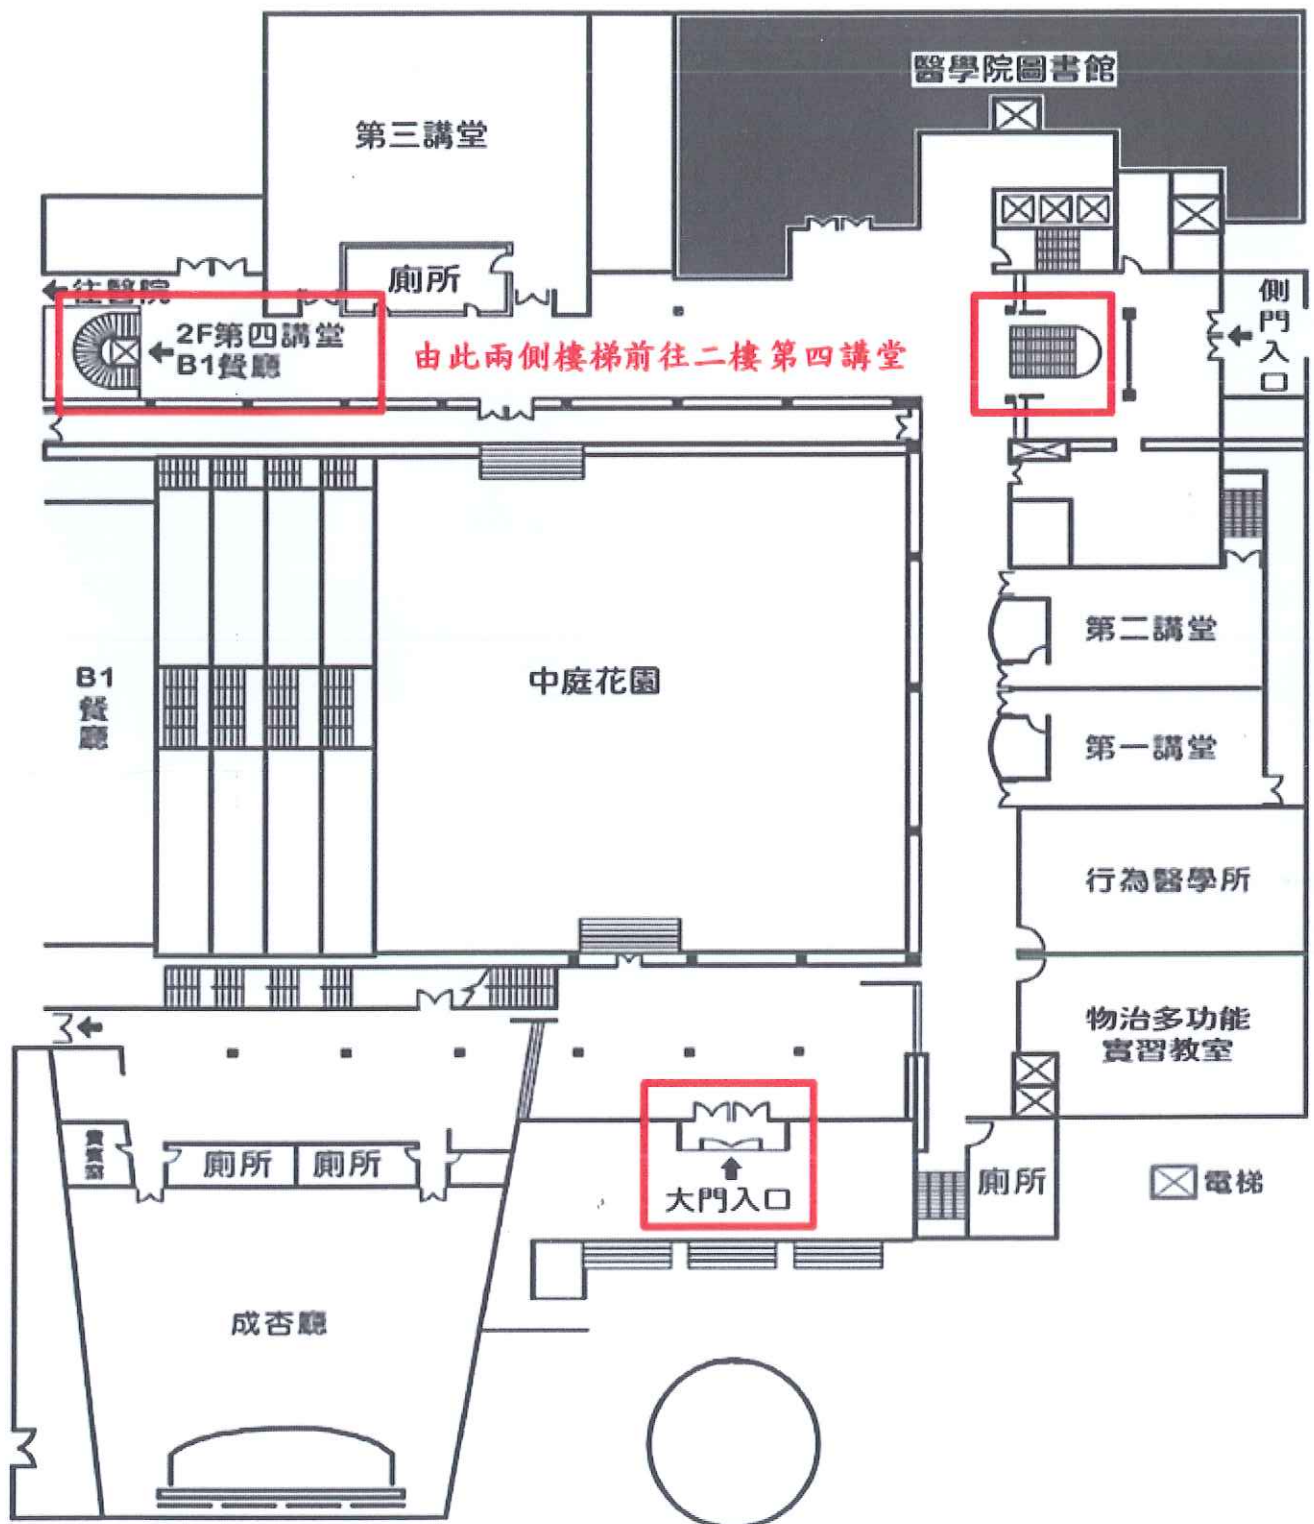 醫學院圖書館
第三講堂
廁所
往醫院
2F第四講堂
B1餐廳
由此兩側樓梯前往二樓第四講堂
側門入口
第二講堂
B1
餐廳
中庭花園
第一講堂
行為醫學所
物治多功能
實習教室
貴賓室
廁所
廁所
大門入口
廁所
電梯
成杏廳